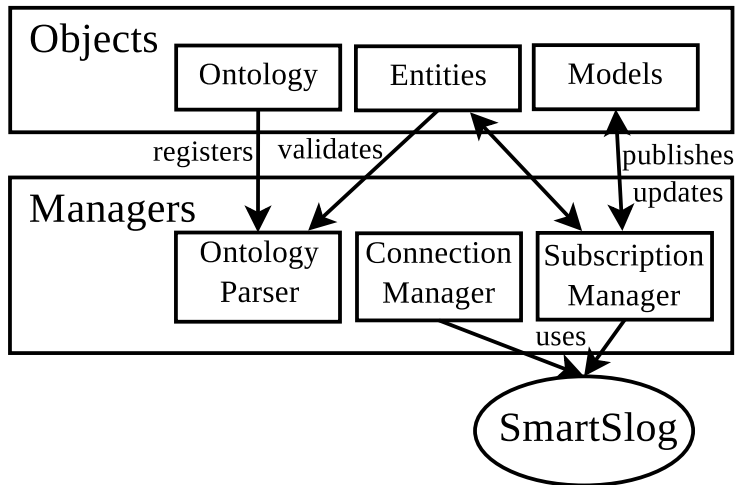 Objects
Ontology
Entities
Models
registers
validates
publishes
updates
Managers
Ontology
Parser
Connection
Manager
Subscription
Manager
uses
SmartSlog